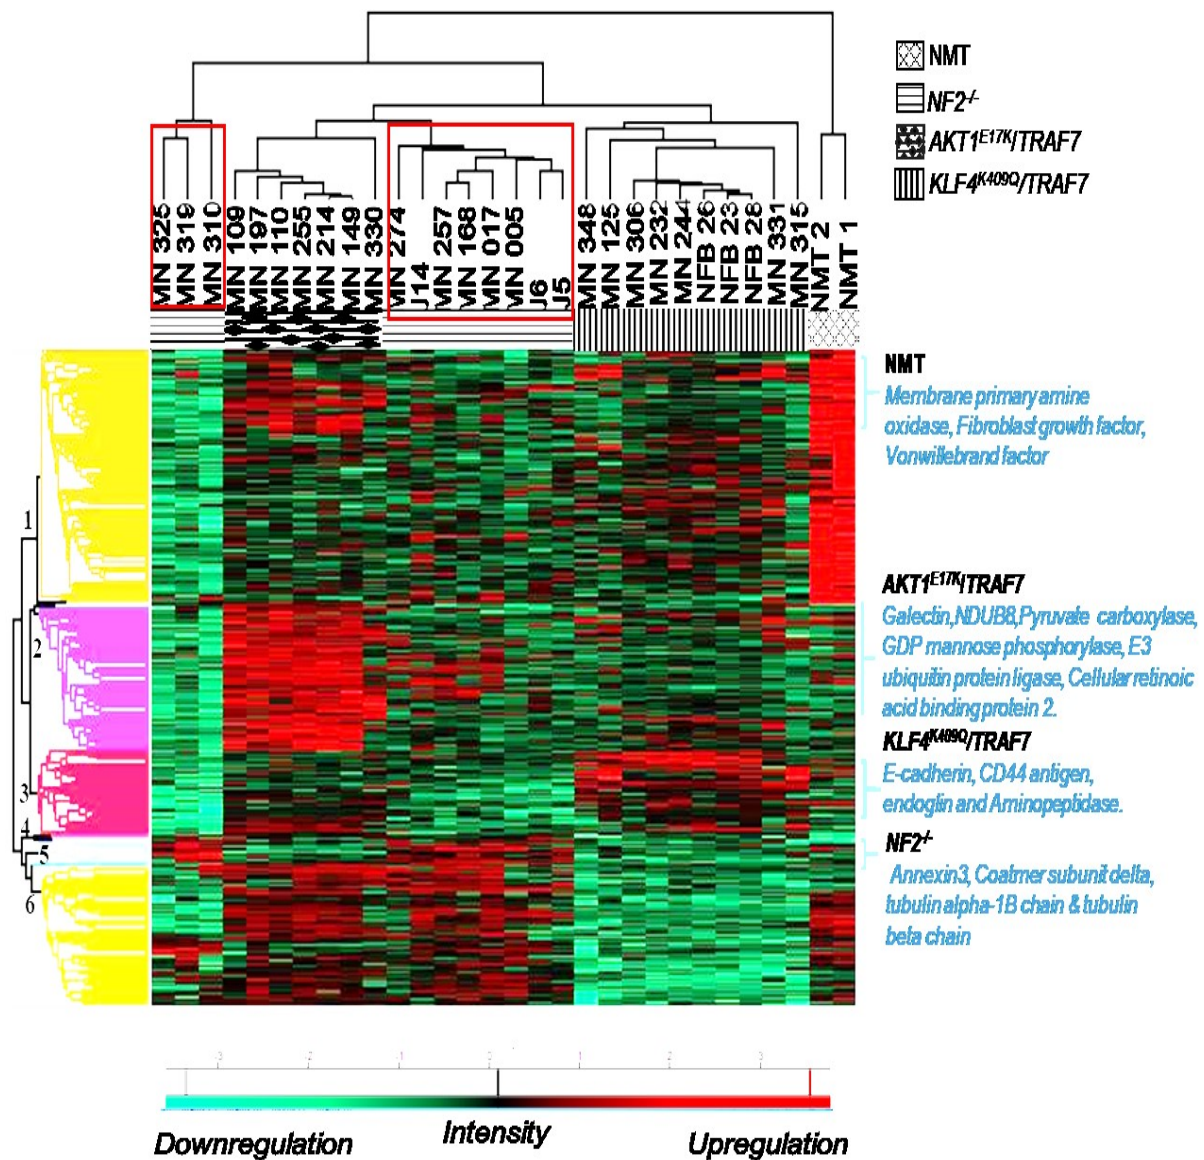 NMT
NF2-/-
AKT1E17K/TRAF7
KLF4K409Q/TRAF7
MN 325
MN 319
MN 310
MN 109
MN 197
MN 110
MN 255
MN 214
MN 149
MN 330
MN 274
J14
MN 257
MN 168
MN 017
MN 005
J6
J5
MN 348
MN 125
MN 306
MN 232
MN 244
NFB 26
NFB 23
NFB 28
MN 331
MN 315
NMT 2
NMT 1
NMT
Membrane primary amine
oxidase, Fibroblast growth factor,
Vonwillebrand factor
1
AKT1E17K/TRAF7
Galectin,NDUB8,Pyruvate carboxylase,
GDP mannose phosphorylase, E3
ubiquitin protein ligase, Cellular retinoic
acid binding protein 2.
2
KLF4K409Q/TRAF7
E-cadherin, CD44 antigen,
endoglin and Aminopeptidase.
3
4
NF2-/-
5
Annexin3, Coatmer subunit delta,
tubulin alpha-1B chain & tubulin
beta chain
6
-3 -2 -1 0 1 2 3
Downregulation Intensity Upregulation